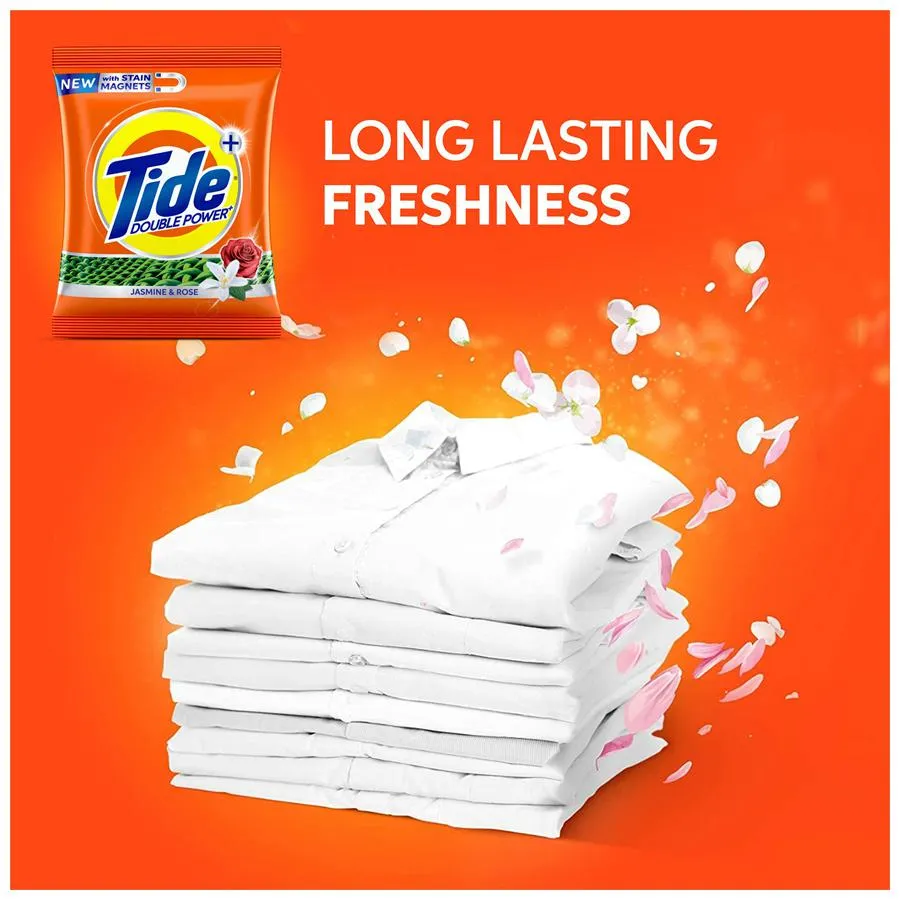 NEW with STAIN
MAGNETS
Tide+
DOUBLE POWER+
JASMINE & ROSE
LONG LASTING
FRESHNESS